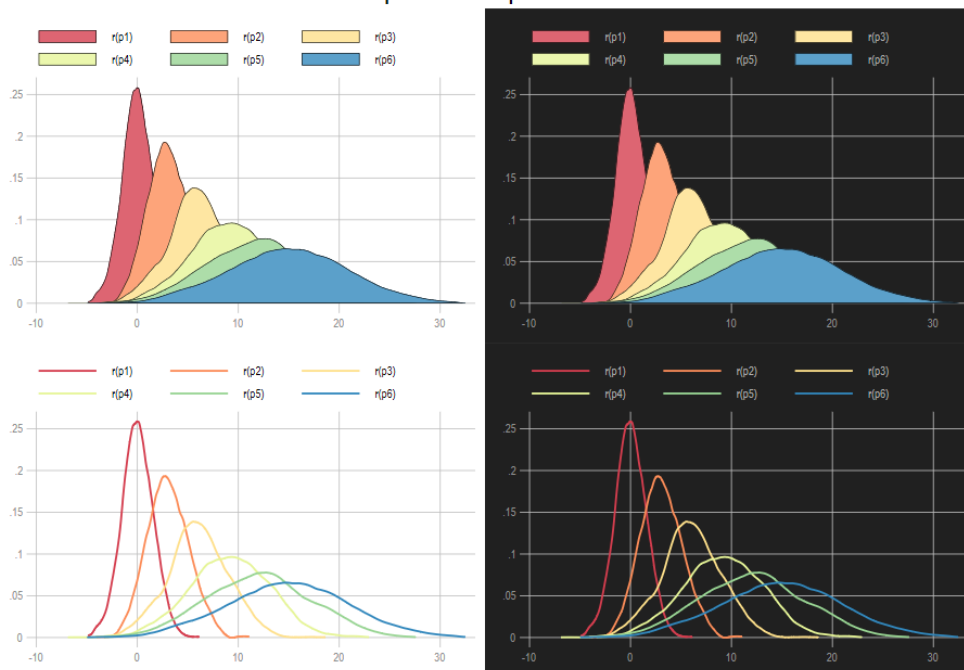 r(p1) r(p2) r(p3)
r(p4) r(p5) r(p6)
.25
.2
.15
.1
.05
0
-10 0 10 20 30
r(p1) r(p2) r(p3)
r(p4) r(p5) r(p6)
.25
.2
.15
.1
.05
0
-10 0 10 20 30
r(p1) r(p2) r(p3)
r(p4) r(p5) r(p6)
.25
.2
.15
.1
.05
0
-10 0 10 20 30
r(p1) r(p2) r(p3)
r(p4) r(p5) r(p6)
.25
.2
.15
.1
.05
0
-10 0 10 20 30